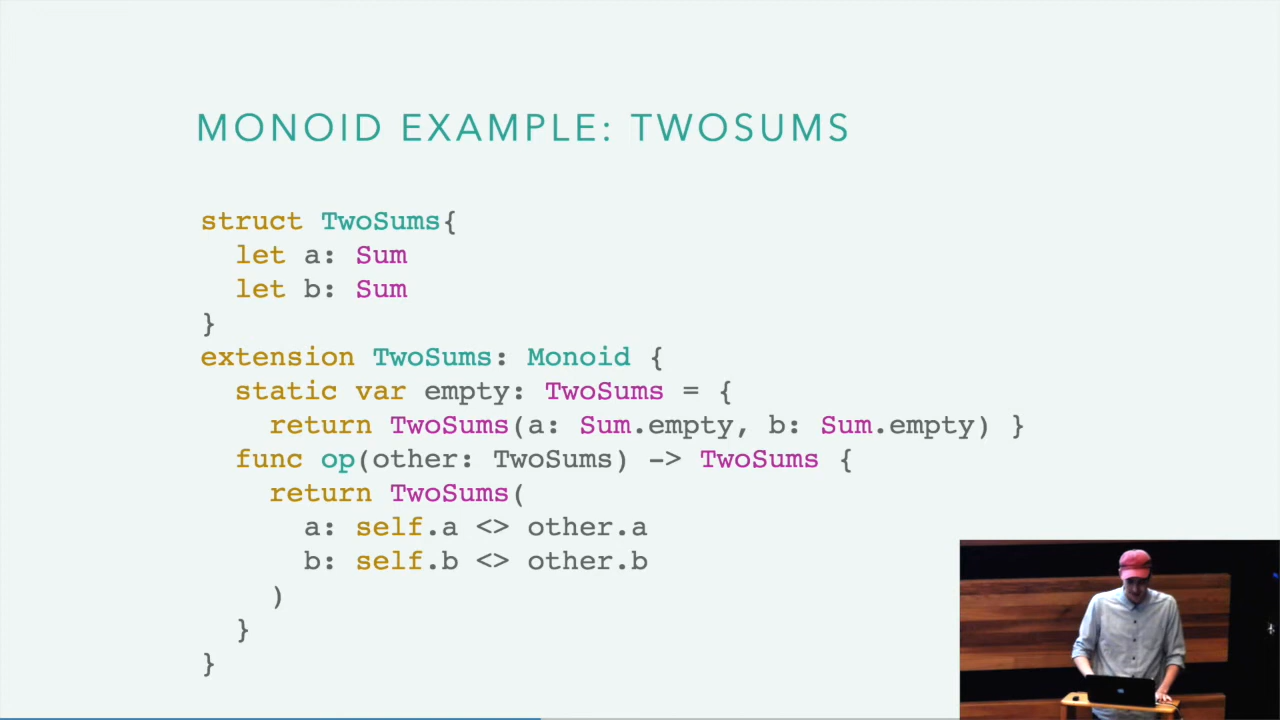 MONOID EXAMPLE: TWOSUMS
struct TwoSums{
let a: Sum
let b: Sum
}
extension TwoSums: Monoid {
static var empty: TwoSums = {
return TwoSums(a: Sum.empty, b: Sum.empty) }
func op(other: TwoSums) -> TwoSums {
return TwoSums(
a: self.a <> other.a
b: self.b <> other.b
)
}
}